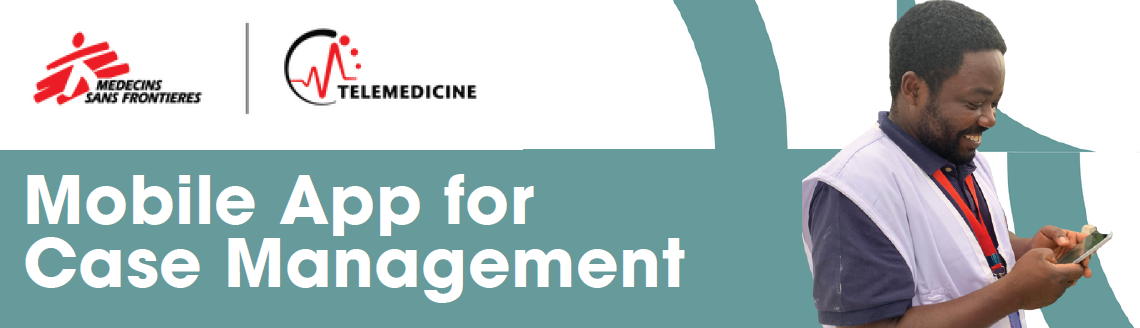 MEDECINS
SANS FRONTIERES
TELEMEDICINE
Mobile App for
Case Management